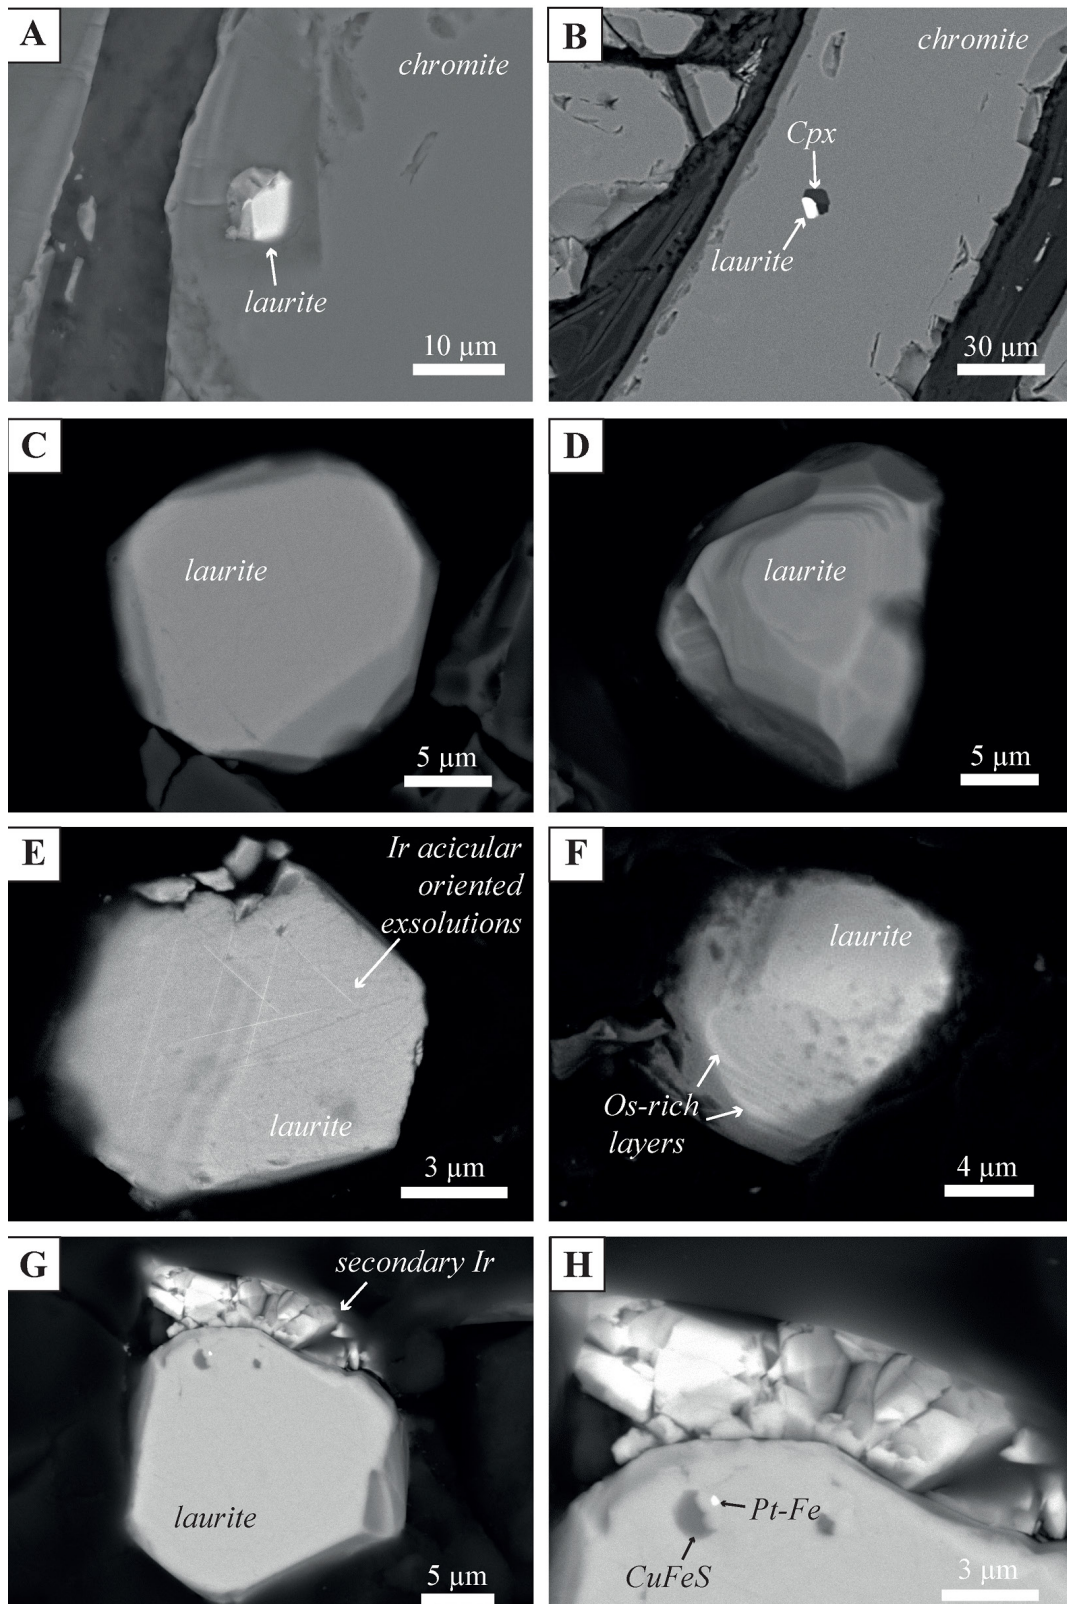 A
chromite
laurite
10 µm
B
chromite
Cpx
laurite
30 µm
C
laurite
5 µm
D
laurite
5 µm
E
Ir acicular
oriented
exsolutions
laurite
3 µm
F
laurite
Os-rich
layers
4 µm
G
secondary Ir
laurite
5 µm
H
Pt-Fe
CuFeS
3 µm